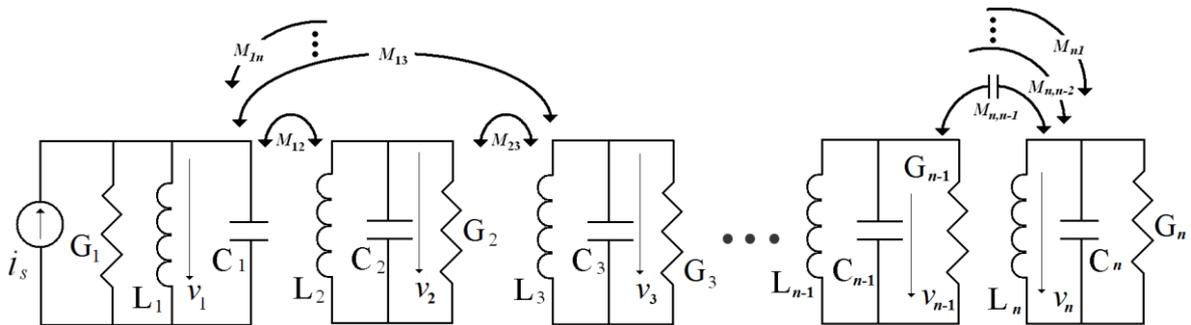 M1n
M13
Mn1
Mn,n-2
Mn,n-1
M12
M23
is
G1
L1
v1
C1
L2
C2
v2
G2
L3
C3
v3
G3
Ln-1
Cn-1
Gn-1
vn-1
Ln
vn
Cn
Gn